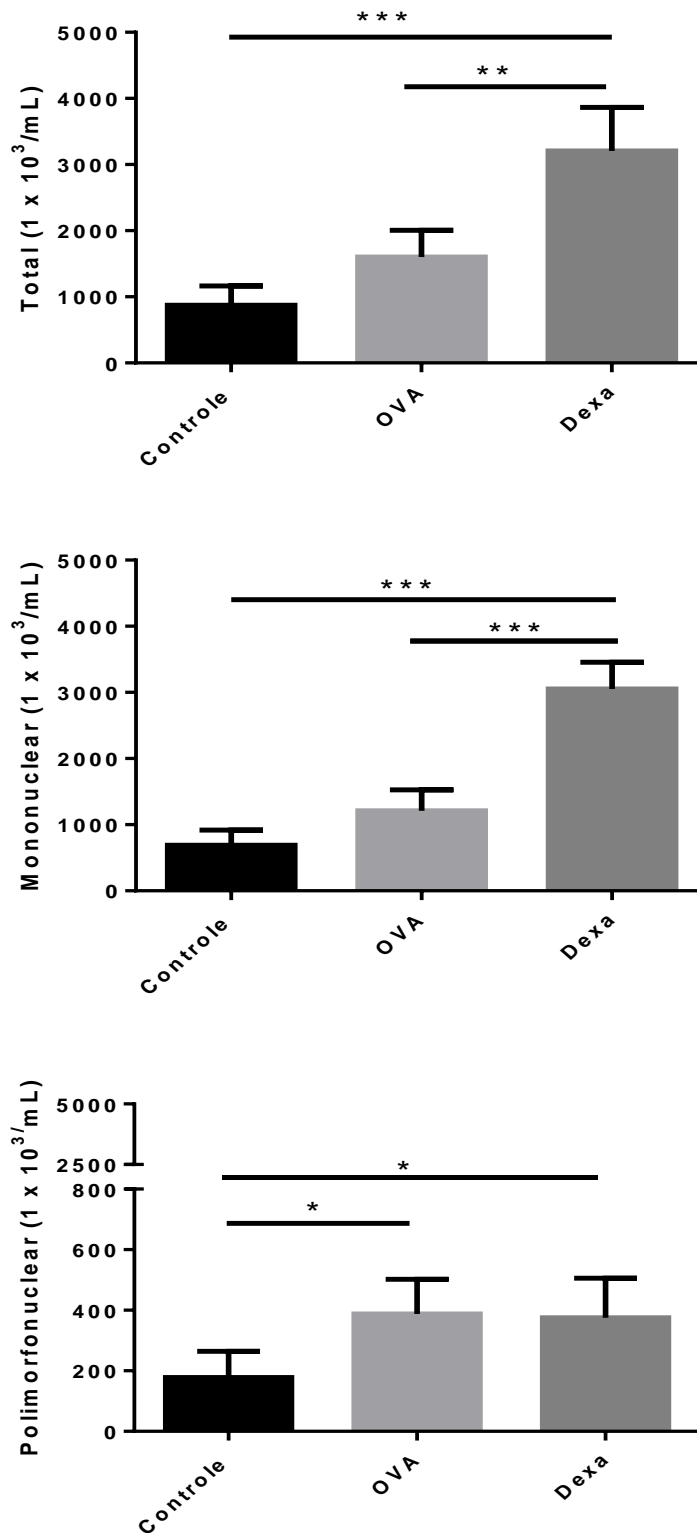 ***
**
Total (1 x 10³/mL)
5000
4000
3000
2000
1000
0
Controle
OVA
Dexa
***
***
Mononuclear (1 x 10³/mL)
5000
4000
3000
2000
1000
0
Controle
OVA
Dexa
*
*
Polimorfonuclear (1 x 10³/mL)
5000
2500
800
600
400
200
0
Controle
OVA
Dexa